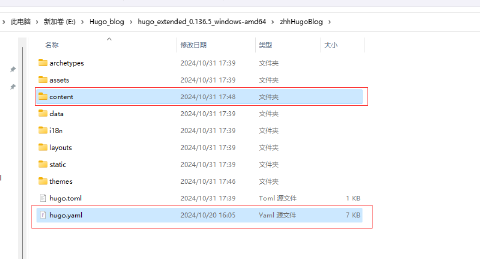 此电脑 > 新加卷 (E:) > Hugo_blog > hugo_extended_0.136.5_windows-amd64 > zhhHugoBlog >
名称 修改日期 类型 大小
archetypes 2024/10/31 17:39 文件夹
assets 2024/10/31 17:39 文件夹
content 2024/10/31 17:48 文件夹
data 2024/10/31 17:39 文件夹
i18n 2024/10/31 17:39 文件夹
layouts 2024/10/31 17:39 文件夹
static 2024/10/31 17:39 文件夹
themes 2024/10/31 17:46 文件夹
hugo.toml 2024/10/31 17:39 Toml 源文件 1 KB
hugo.yaml 2024/10/20 16:05 Yaml 源文件 7 KB